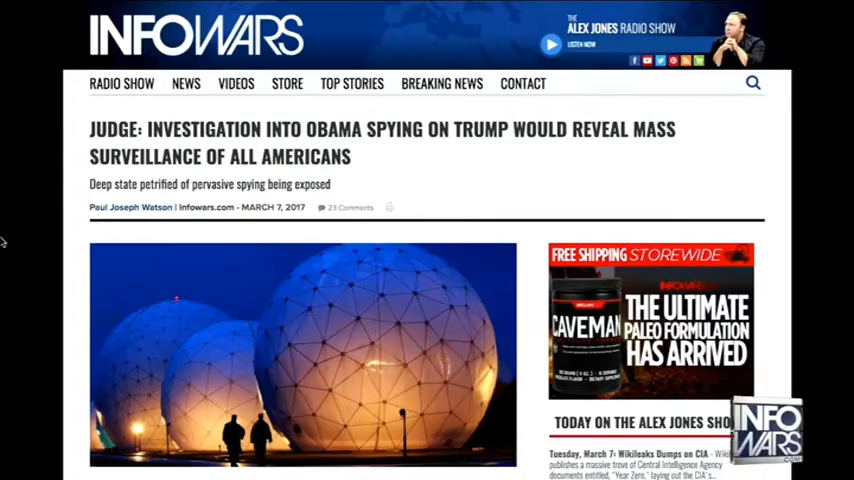 INFOWARS
THE
ALEX JONES RADIO SHOW
LISTEN NOW
RADIO SHOW NEWS VIDEOS STORE TOP STORIES BREAKING NEWS CONTACT
JUDGE: INVESTIGATION INTO OBAMA SPYING ON TRUMP WOULD REVEAL MASS
SURVEILLANCE OF ALL AMERICANS
Deep state petrified of pervasive spying being exposed
Paul Joseph Watson | Infowars.com - MARCH 7, 2017 23 Comments
FREE SHIPPING STOREWIDE
INFOWARS
THE ULTIMATE
PALEO FORMULATION
HAS ARRIVED
CAVEMAN
TODAY ON THE ALEX JONES SHO
Tuesday, March 7: Wikileaks Dumps on CIA - Wiki
publishes a massive trove of Central Intelligence Agency
documents entitled, "Year Zero," laying out the CIA's...
INFO
WARS
.COM